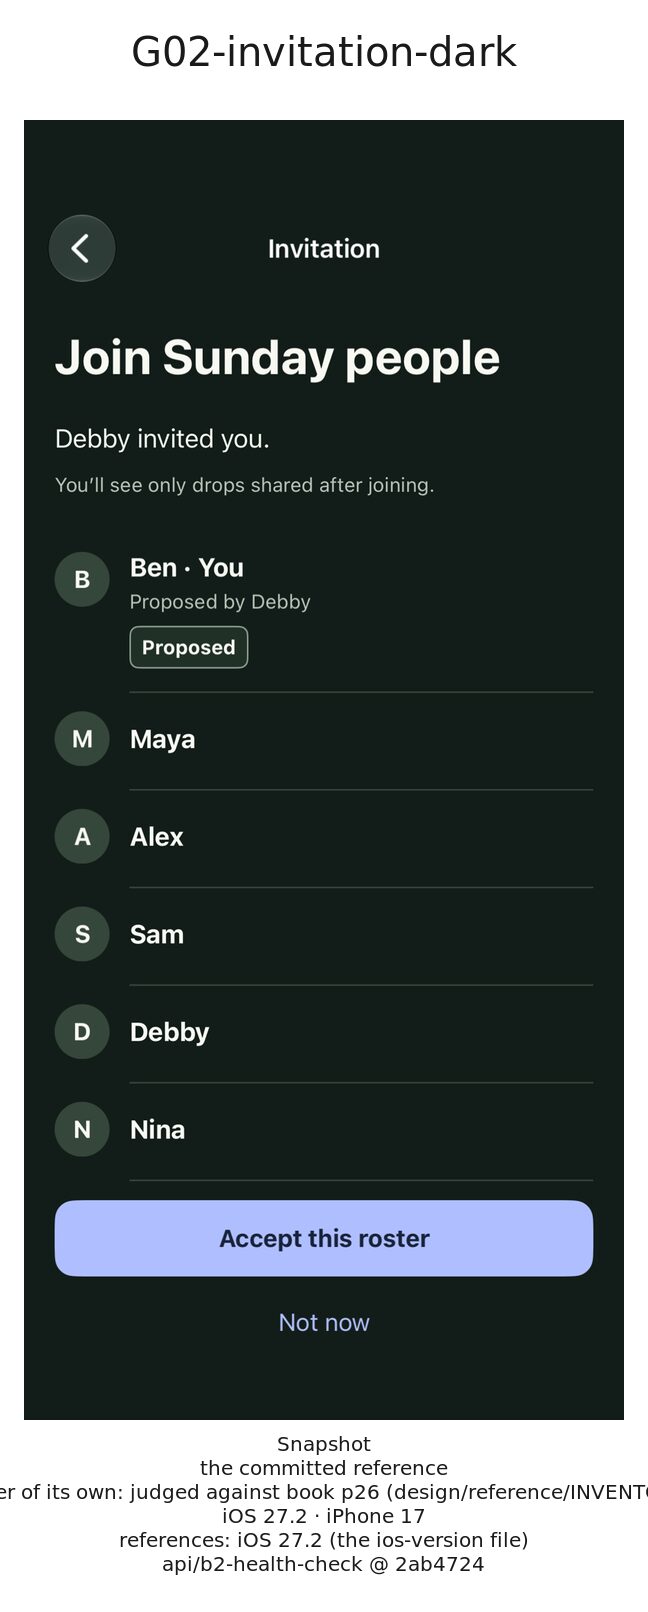 G02-invitation-dark
Invitation
Join Sunday people
Debby invited you.
You’ll see only drops shared after joining.
B
Ben · You
Proposed by Debby
Proposed
M
Maya
A
Alex
S
Sam
D
Debby
N
Nina
Accept this roster
Not now
Snapshot
the committed reference
of its own: judged against book p26 (design/reference/
iOS 27.2 · iPhone 17
references: iOS 27.2 (the ios-version file)
api/b2-health-check @ 2ab4724